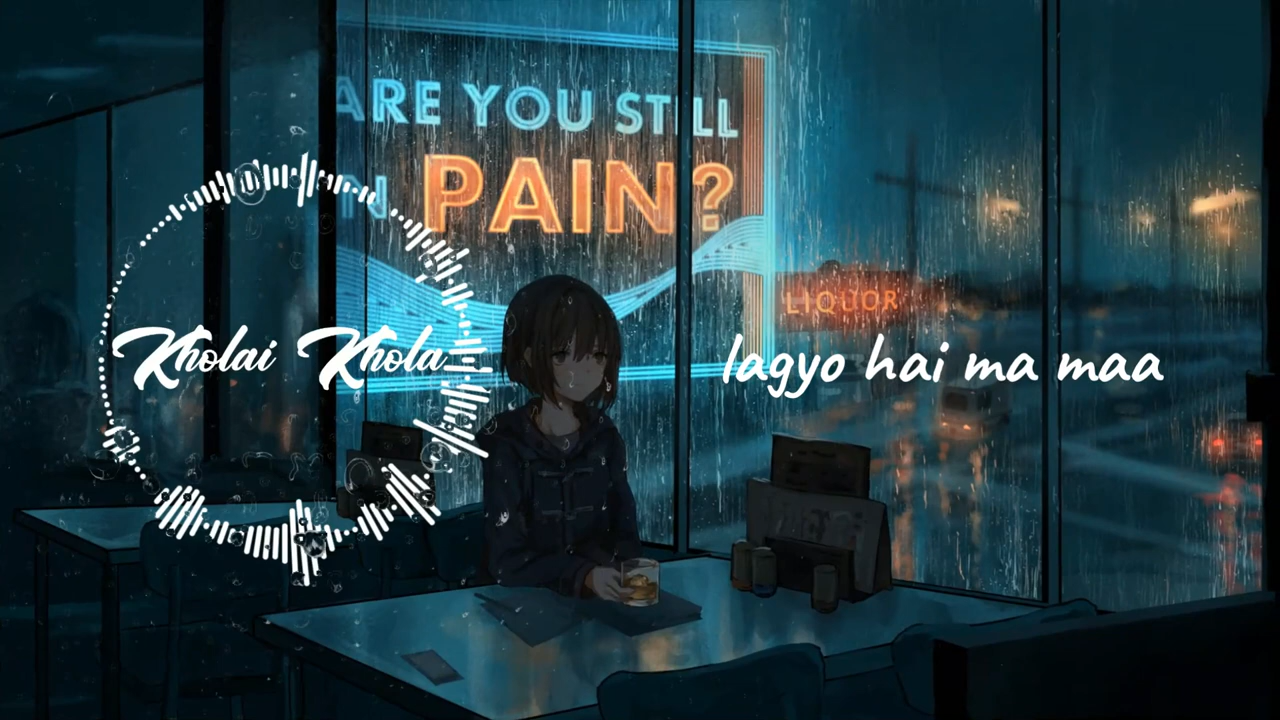 ARE YOU STILL
IN PAIN?
LIQUOR
Kholai Khola
lagyo hai ma maa